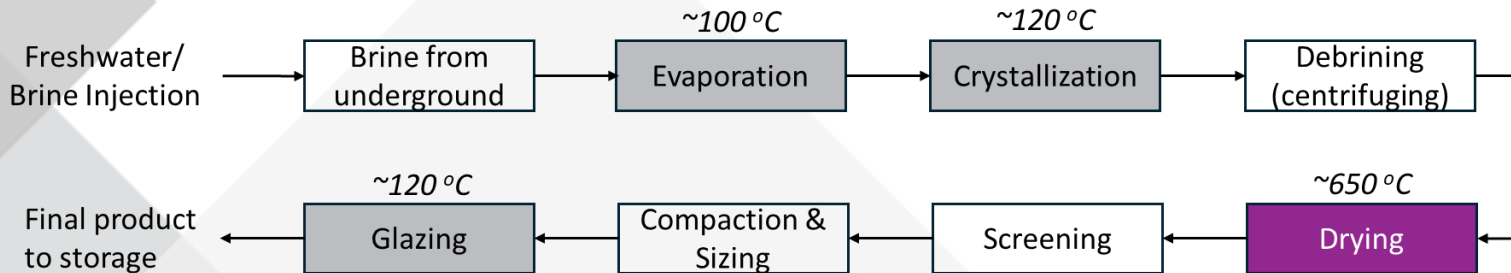 ~100 °C
~120 °C
Freshwater/
Brine Injection
Brine from
underground
Evaporation
Crystallization
Debrining
(centrifuging)
~120 °C
~650 °C
Final product
to storage
Glazing
Compaction &
Sizing
Screening
Drying